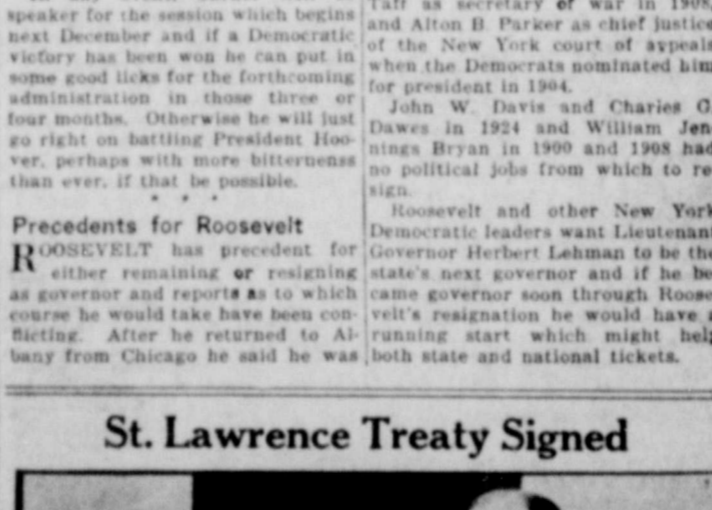 speaker for the session which begins
next December and if a Democratic
victory has been won he can put in
some good licks for the forthcoming
administration in those three or
four months. Otherwise he will just
go right on battling President Hoo-
ver, perhaps with more bitterness
than ever, if that be possible.
* * *
Precedents for Roosevelt
ROOSEVELT has precedent for
either remaining or resigning
as governor and reports as to which
course he would take have been con-
flicting. After he returned to Al-
bany from Chicago he said he was
Taft as secretary of war in 1908,
and Alton B Parker as chief justice
of the New York court of appeals
when the Democrats nominated him
for president in 1904.
John W. Davis and Charles G
Dawes in 1924 and William Jen-
nings Bryan in 1900 and 1908 had
no political jobs from which to re-
sign.
Roosevelt and other New York
Democratic leaders want Lieutenant
Governor Herbert Lehman to be the
state's next governor and if he be-
came governor soon through Roose-
velt's resignation he would have a
running start which might help
both state and national tickets.
St. Lawrence Treaty Signed